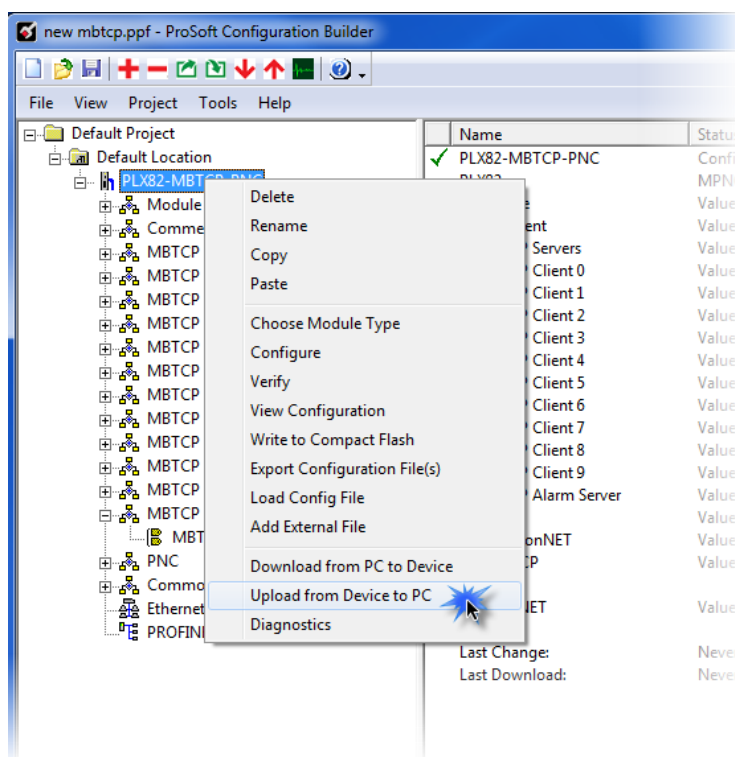 new mbtcp.ppf - ProSoft Configuration Builder
File View Project Tools Help
Default Project
Default Location
PLX82-MBTCP-PNC
Module
Comme
MBTCP
MBTCP
MBTCP
MBTCP
MBTCP
MBTCP
MBTCP
MBTCP
MBTCP
MBTCP
MBTCP
MBTCP
MBT
PNC
Commo
Ethernet
PROFINE
Delete
Rename
Copy
Paste
Choose Module Type
Configure
Verify
View Configuration
Write to Compact Flash
Export Configuration File(s)
Load Config File
Add External File
Download from PC to Device
Upload from Device to PC
Diagnostics
Name Statu
PLX82-MBTCP-PNC Confi
PLX82 MPN
Value
ent Value
Servers Value
Client 0 Value
Client 1 Value
Client 2 Value
Client 3 Value
Client 4 Value
Client 5 Value
Client 6 Value
Client 7 Value
Client 8 Value
Client 9 Value
Alarm Server Value
Value
onNET Value
P Value
NET Value
Last Change: Neve
Last Download: Neve